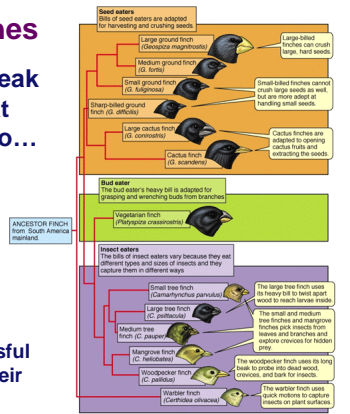 nes
eak
at
o…
sful
eir
Seed eaters
Bills of seed eaters are adapted
for harvesting and crushing seeds.
Large ground finch
(Geospiza magnitrostis)
Large-billed
finches can crush
large, hard seeds.
Medium ground finch
(G. fortis)
Small ground finch
(G. fuliginosa)
Small-billed finches cannot
crush large seeds as well,
but are more adept at
handling small seeds.
Sharp-billed ground
finch (G. difficilis)
Large cactus finch
(G. conirostris)
Cactus finches are
adapted to opening
cactus fruits and
extracting the seeds.
Cactus finch
(G. scandens)
Bud eater
The bud eater's heavy bill is adapted for
grasping and wrenching buds from branches
Vegetarian finch
(Platyspiza crassirostris)
ANCESTOR FINCH
from South America
mainland
Insect eaters
The bills of insect eaters vary because they eat
different types and sizes of insects and they
capture them in different ways
Small tree finch
(Camarhynchus parvulus)
The large tree finch uses
its heavy bill to twist apart
wood to reach larvae inside.
Large tree finch
(C. psittacula)
The small and medium
tree finches and mangrove
finches pick insects from
leaves and branches and
explore crevices for hidden
prey.
Medium tree
finch
(C. pauper)
Mangrove finch
(C. heliobates)
The woodpecker finch uses its long
beak to probe into dead wood,
crevices, and bark for insects.
Woodpecker finch
(C. pallidus)
Warbler finch
(Certhidea olivacea)
The warbler finch uses
quick motions to capture
insects on plant surfaces.